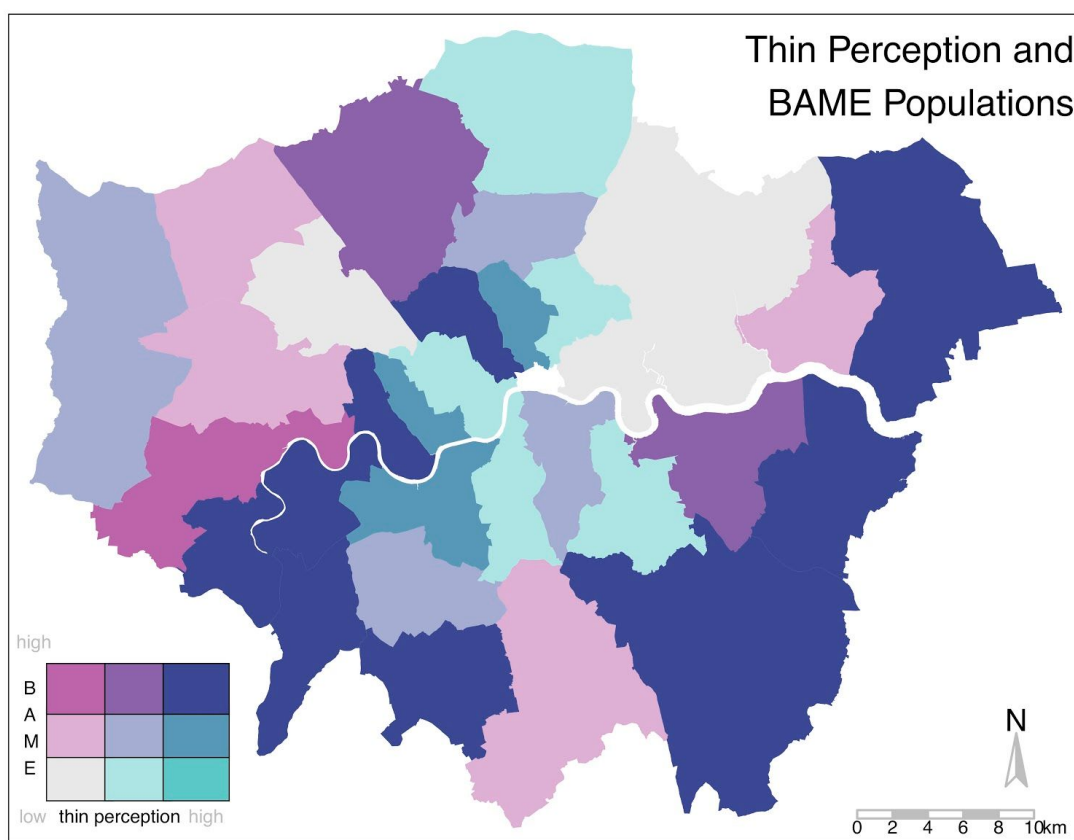 Thin Perception and
BAME Populations
high
B
A
M
E
low thin perception high
N
0 2 4 6 8 10km